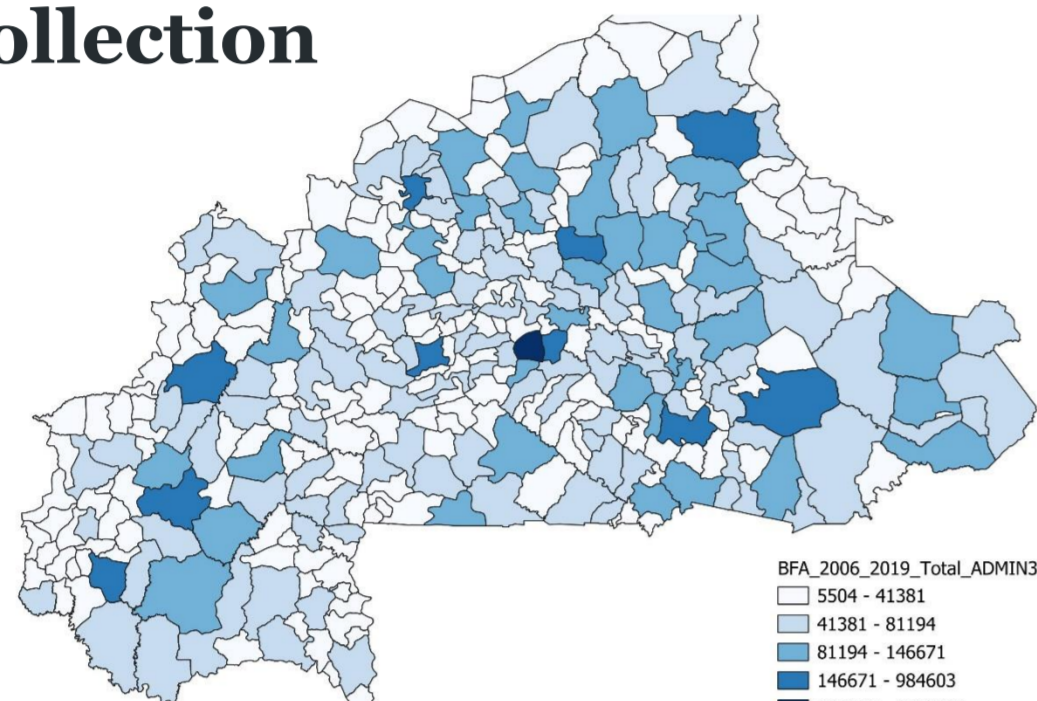 ollection
BFA_2006_2019_Total_ADMIN3
5504 - 41381
41381 - 81194
81194 - 146671
146671 - 984603